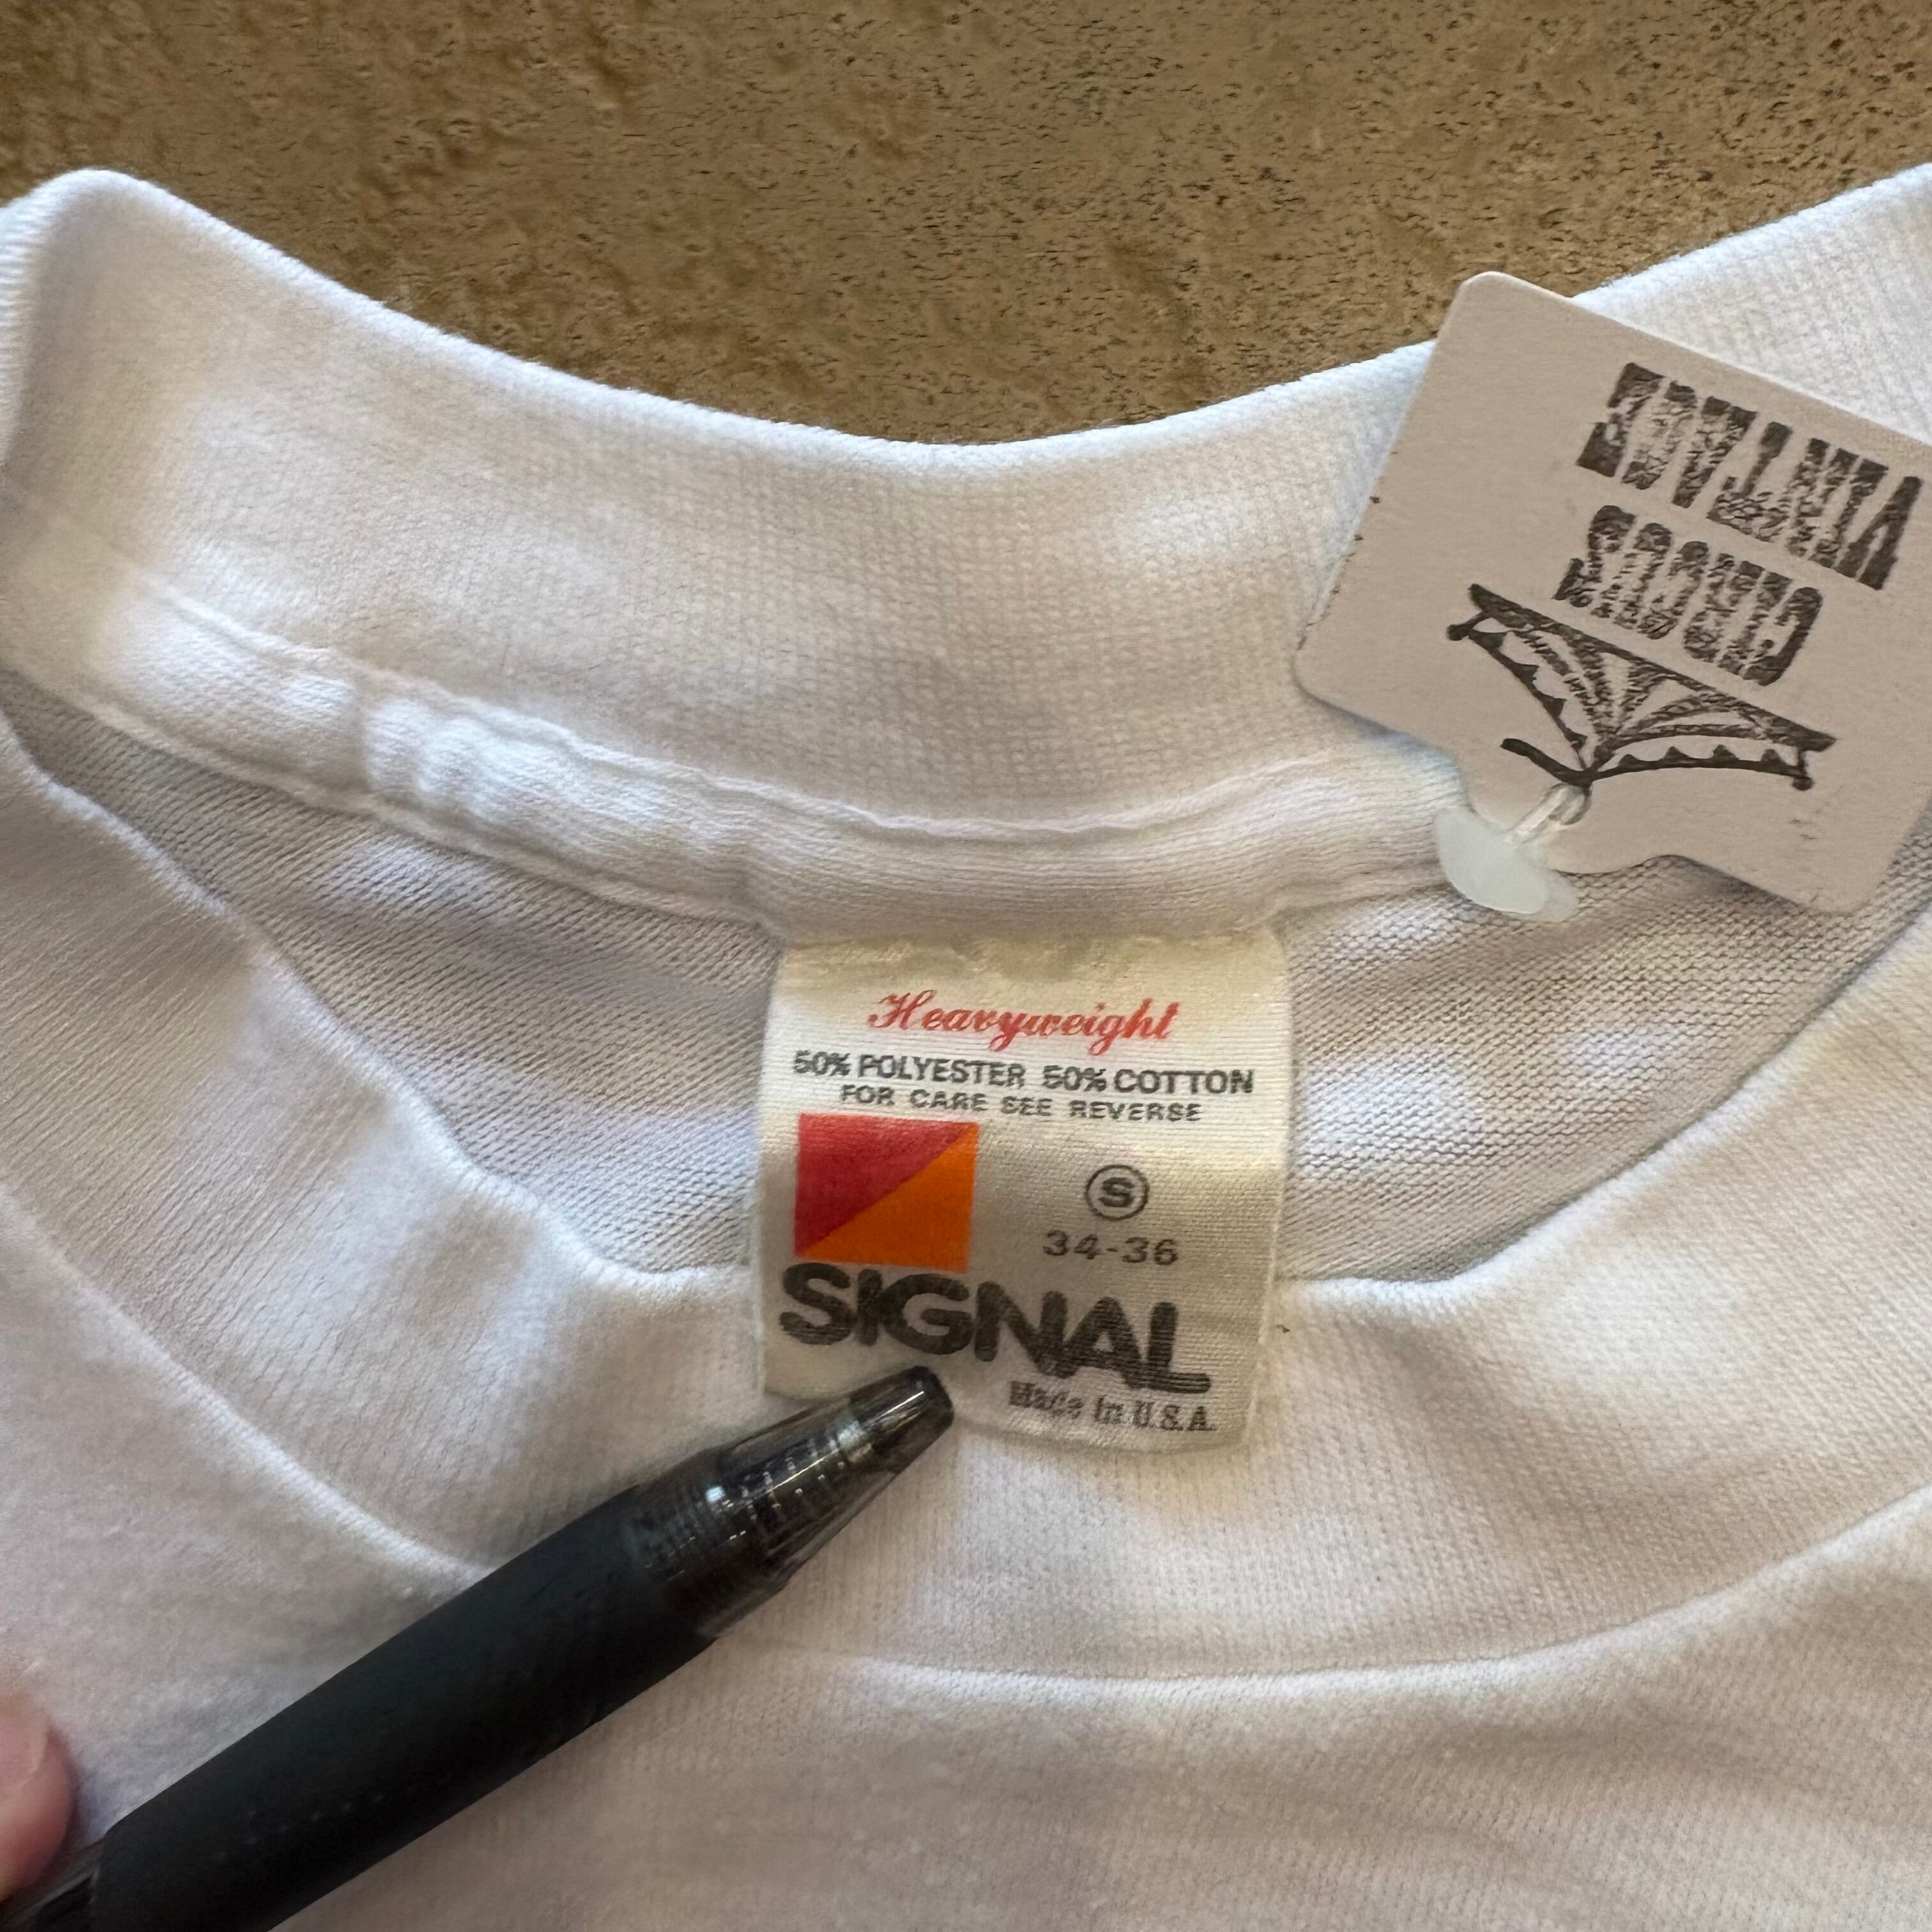 Heavyweight
50% POLYESTER 50% COTTON
FOR CARE SEE REVERSE
S
34-36
SIGNAL
Made in U.S.A.
VINTAGE
CIRCUS